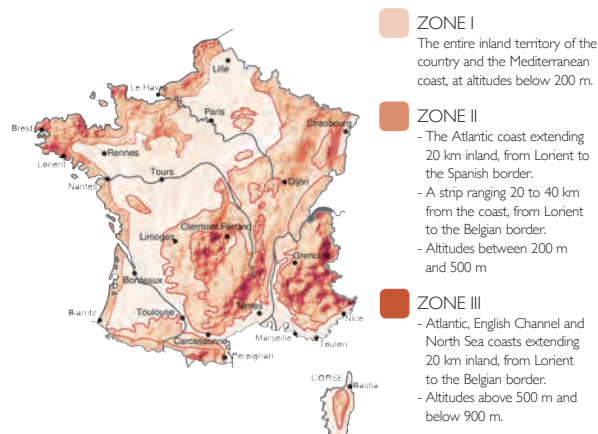 Lille
Le Havre
Paris
Strasbourg
Brest
Rennes
Lorient
Tours
Nantes
Dijon
Clermont-Ferrand
Limoges
Grenoble
Bordeaux
Biarritz
Toulouse
Nimes
Nice
Marseille
Toulon
Carcassonne
Perpignan
CORSE
Bastia
ZONE I
The entire inland territory of the
country and the Mediterranean
coast, at altitudes below 200 m.
ZONE II
- The Atlantic coast extending
20 km inland, from Lorient to
the Spanish border.
- A strip ranging 20 to 40 km
from the coast, from Lorient
to the Belgian border.
- Altitudes between 200 m
and 500 m
ZONE III
- Atlantic, English Channel and
North Sea coasts extending
20 km inland, from Lorient
to the Belgian border.
- Altitudes above 500 m and
below 900 m.